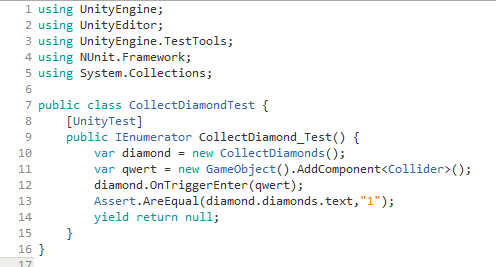 1 using UnityEngine;
2 using UnityEditor;
3 using UnityEngine.TestTools;
4 using NUnit.Framework;
5 using System.Collections;
6
7 public class CollectDiamondTest {
8     [UnityTest]
9     public IEnumerator CollectDiamond_Test() {
10         var diamond = new CollectDiamonds();
11         var qwert = new GameObject().AddComponent<Collider>();
12         diamond.OnTriggerEnter(qwert);
13         Assert.AreEqual(diamond.diamonds.text,"1");
14         yield return null;
15     }
16 }
17